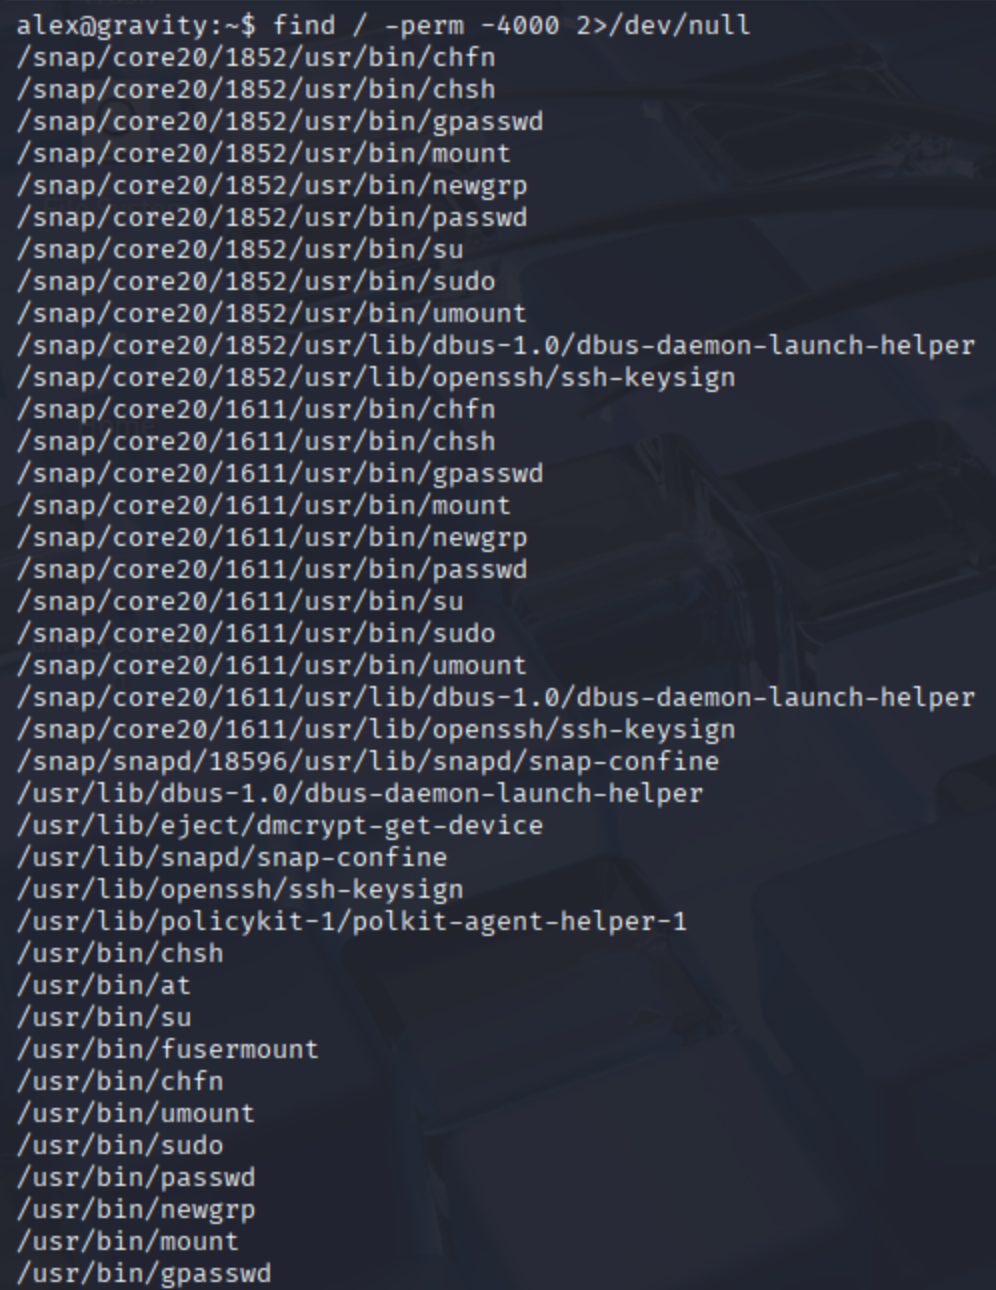 alex@gravity:~$ find / -perm -4000 2>/dev/null
/snap/core20/1852/usr/bin/chfn
/snap/core20/1852/usr/bin/chsh
/snap/core20/1852/usr/bin/gpasswd
/snap/core20/1852/usr/bin/mount
/snap/core20/1852/usr/bin/newgrp
/snap/core20/1852/usr/bin/passwd
/snap/core20/1852/usr/bin/su
/snap/core20/1852/usr/bin/sudo
/snap/core20/1852/usr/bin/umount
/snap/core20/1852/usr/lib/dbus-1.0/dbus-daemon-launch-helper
/snap/core20/1852/usr/lib/openssh/ssh-keysign
/snap/core20/1611/usr/bin/chfn
/snap/core20/1611/usr/bin/chsh
/snap/core20/1611/usr/bin/gpasswd
/snap/core20/1611/usr/bin/mount
/snap/core20/1611/usr/bin/newgrp
/snap/core20/1611/usr/bin/passwd
/snap/core20/1611/usr/bin/su
/snap/core20/1611/usr/bin/sudo
/snap/core20/1611/usr/bin/umount
/snap/core20/1611/usr/lib/dbus-1.0/dbus-daemon-launch-helper
/snap/core20/1611/usr/lib/openssh/ssh-keysign
/snap/snapd/18596/usr/lib/snapd/snap-confine
/usr/lib/dbus-1.0/dbus-daemon-launch-helper
/usr/lib/eject/dmcrypt-get-device
/usr/lib/snapd/snap-confine
/usr/lib/openssh/ssh-keysign
/usr/lib/policykit-1/polkit-agent-helper-1
/usr/bin/chsh
/usr/bin/at
/usr/bin/su
/usr/bin/fusermount
/usr/bin/chfn
/usr/bin/umount
/usr/bin/sudo
/usr/bin/passwd
/usr/bin/newgrp
/usr/bin/mount
/usr/bin/gpasswd